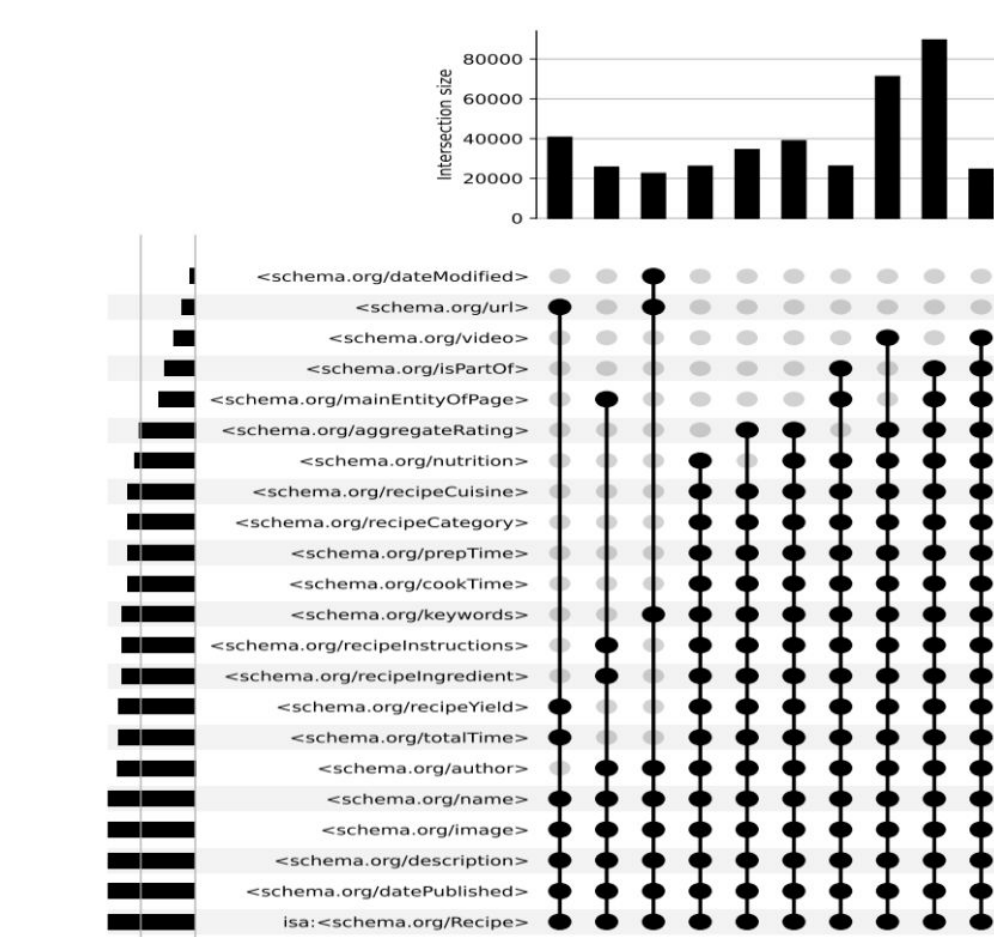 Intersection size
80000
60000
40000
20000
0
<schema.org/dateModified>
<schema.org/url>
<schema.org/video>
<schema.org/isPartOf>
<schema.org/mainEntityOfPage>
<schema.org/aggregateRating>
<schema.org/nutrition>
<schema.org/recipeCuisine>
<schema.org/recipeCategory>
<schema.org/prepTime>
<schema.org/cookTime>
<schema.org/keywords>
<schema.org/recipeInstructions>
<schema.org/recipeIngredient>
<schema.org/recipeYield>
<schema.org/totalTime>
<schema.org/author>
<schema.org/name>
<schema.org/image>
<schema.org/description>
<schema.org/datePublished>
isa:<schema.org/Recipe>